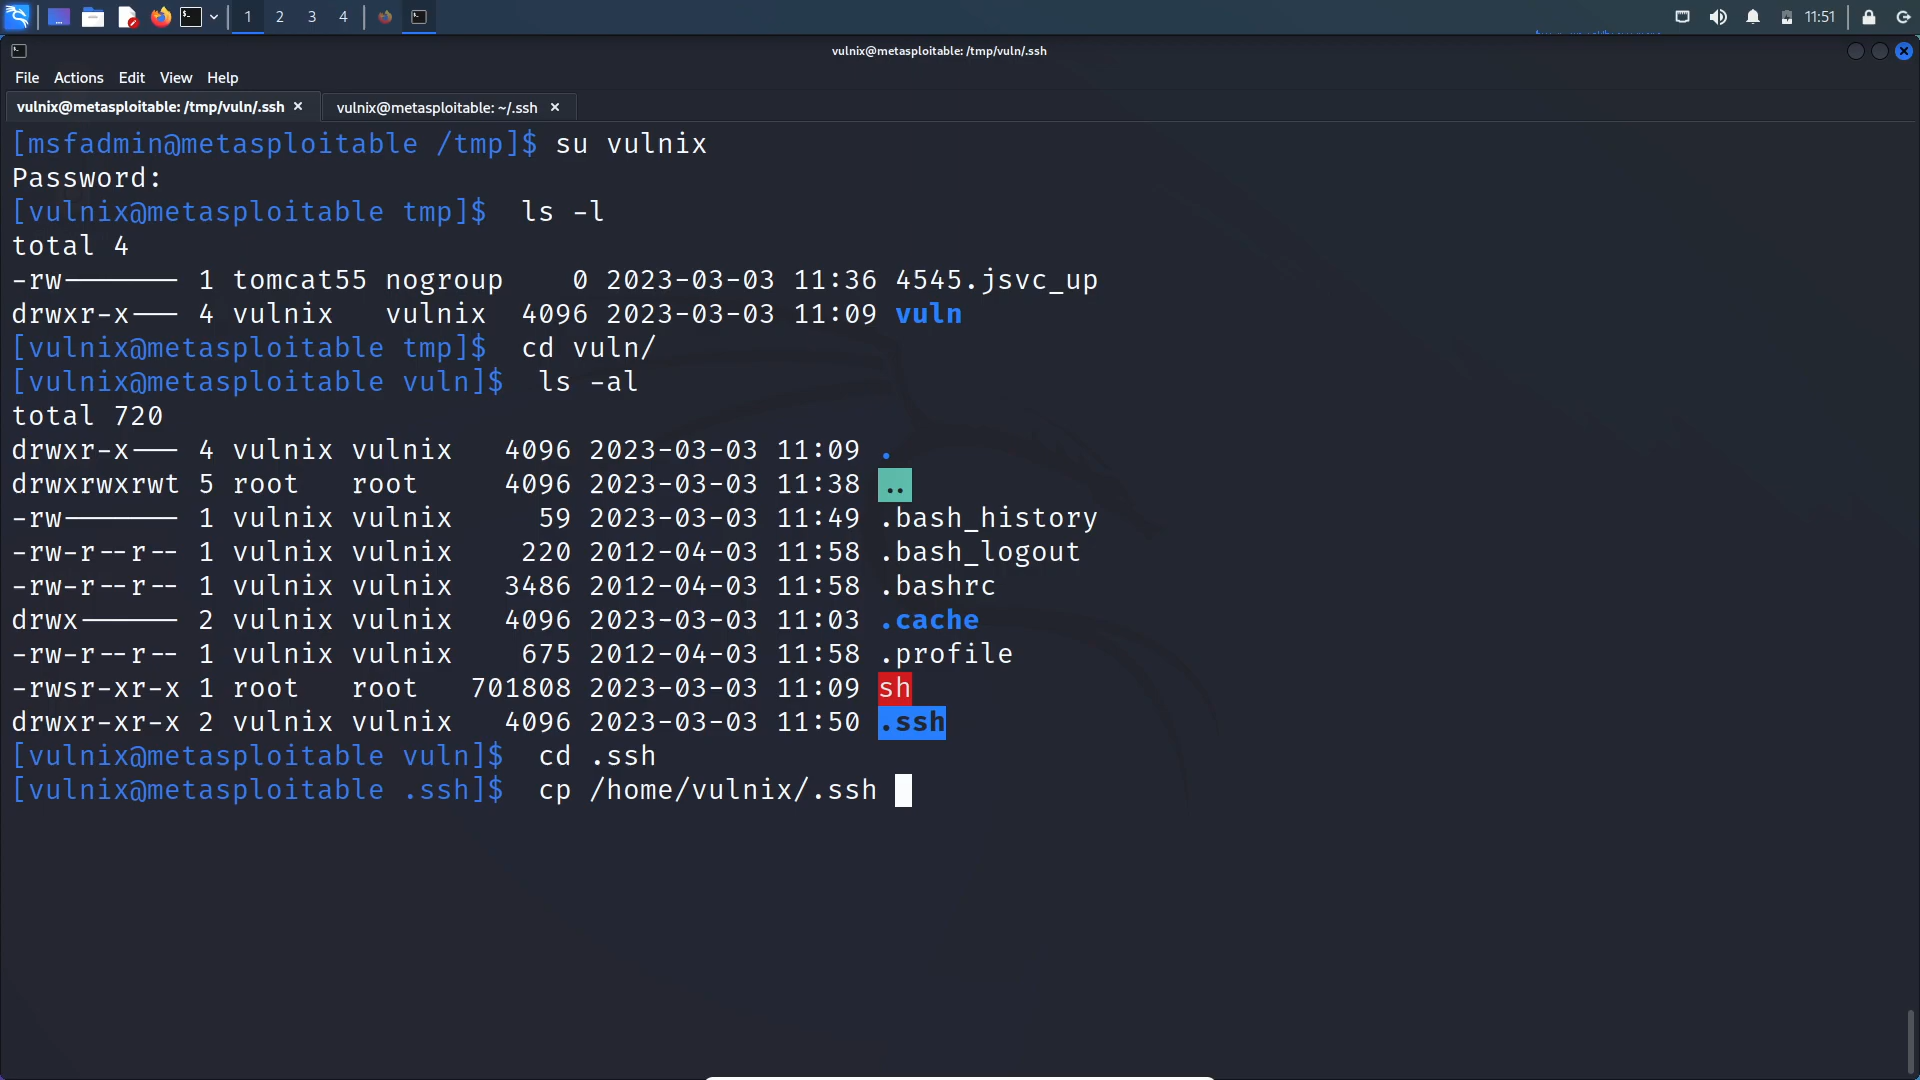 1 2 3 4 11:51
vulnix@metasploitable: /tmp/vuln/.ssh
File Actions Edit View Help
vulnix@metasploitable: /tmp/vuln/.ssh × vulnix@metasploitable: ~/.ssh ×
[msfadmin@metasploitable /tmp]$ su vulnix
Password:
[vulnix@metasploitable tmp]$  ls -l
total 4
-rw------- 1 tomcat55 nogroup    0 2023-03-03 11:36 4545.jsvc_up
drwxr-x--- 4 vulnix   vulnix  4096 2023-03-03 11:09 vuln
[vulnix@metasploitable tmp]$  cd vuln/
[vulnix@metasploitable vuln]$  ls -al
total 720
drwxr-x--- 4 vulnix vulnix   4096 2023-03-03 11:09 .
drwxrwxrwt 5 root   root     4096 2023-03-03 11:38 ..
-rw------- 1 vulnix vulnix     59 2023-03-03 11:49 .bash_history
-rw-r--r-- 1 vulnix vulnix    220 2012-04-03 11:58 .bash_logout
-rw-r--r-- 1 vulnix vulnix   3486 2012-04-03 11:58 .bashrc
drwx------ 2 vulnix vulnix   4096 2023-03-03 11:03 .cache
-rw-r--r-- 1 vulnix vulnix    675 2012-04-03 11:58 .profile
-rwsr-xr-x 1 root   root   701808 2023-03-03 11:09 sh
drwxr-xr-x 2 vulnix vulnix   4096 2023-03-03 11:50 .ssh
[vulnix@metasploitable vuln]$  cd .ssh
[vulnix@metasploitable .ssh]$  cp /home/vulnix/.ssh